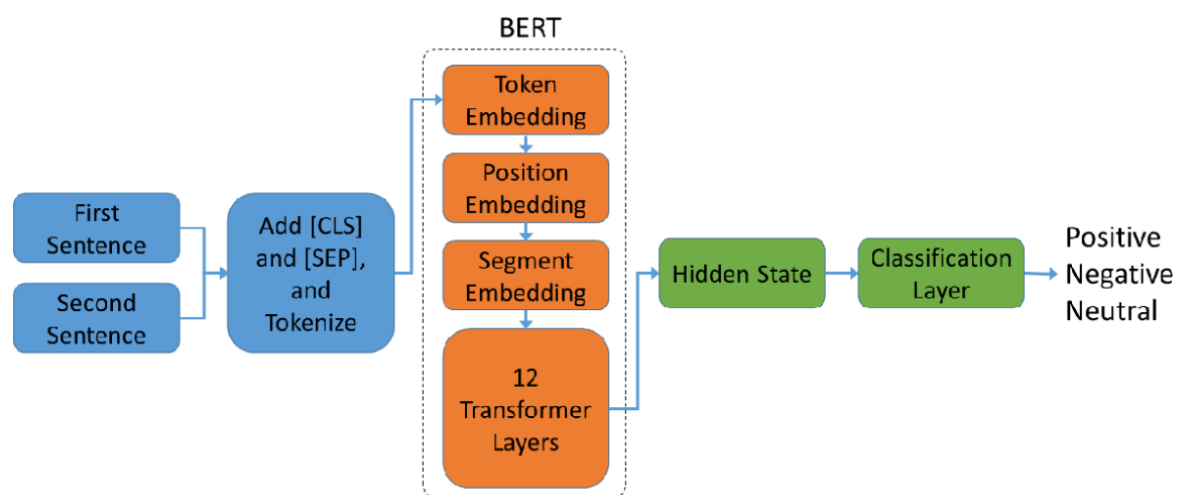 BERT
Token
Embedding
Position
Embedding
Segment
Embedding
12
Transformer
Layers
First
Sentence
Second
Sentence
Add [CLS]
and [SEP],
and
Tokenize
Hidden State
Classification
Layer
Positive
Negative
Neutral